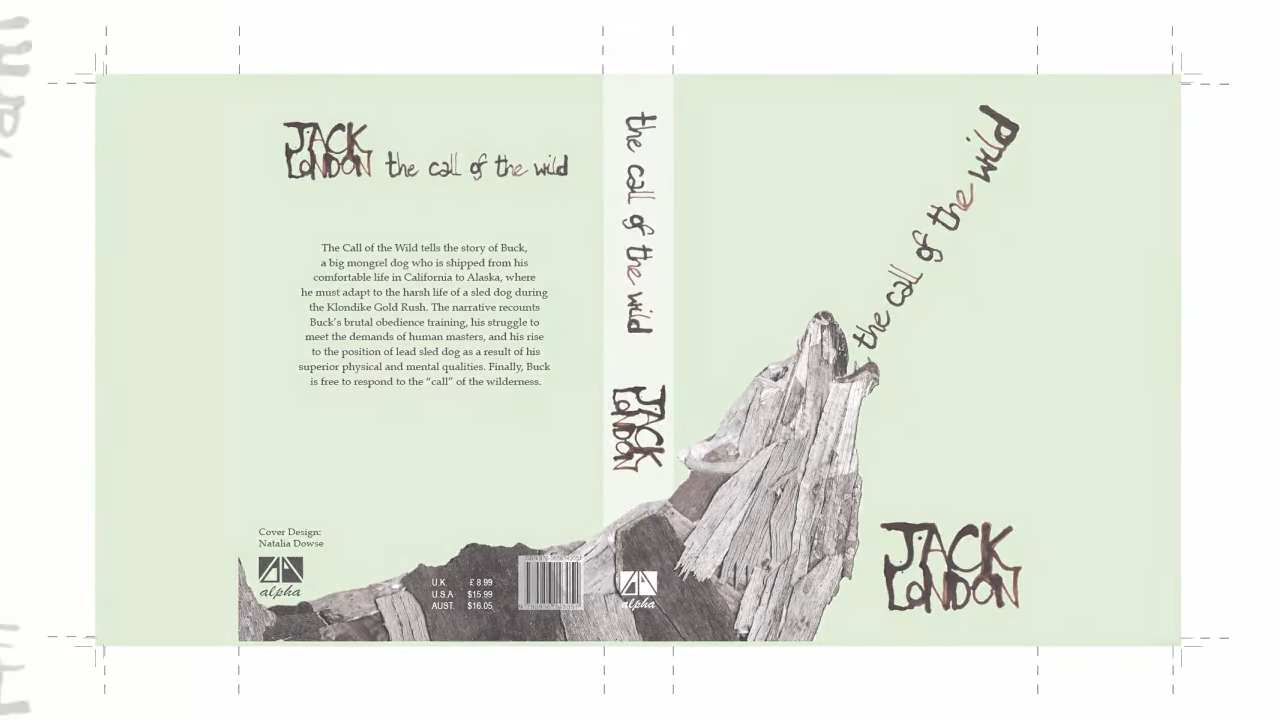 JACK
LONDON
the call of the wild
The Call of the Wild tells the story of Buck,
a big mongrel dog who is shipped from his
comfortable life in California to Alaska, where
he must adapt to the harsh life of a sled dog during
the Klondike Gold Rush. The narrative recounts
Buck's brutal obedience training, his struggle to
meet the demands of human masters, and his rise
to the position of lead sled dog as a result of his
superior physical and mental qualities. Finally, Buck
is free to respond to the “call” of the wilderness.
Cover Design:
Natalia Dowse
alpha
U.K. £ 8.99
U.S.A $15.99
AUST. $16.05
the call of the wild
JACK
LONDON
alpha
the call of the wild
JACK
LONDON